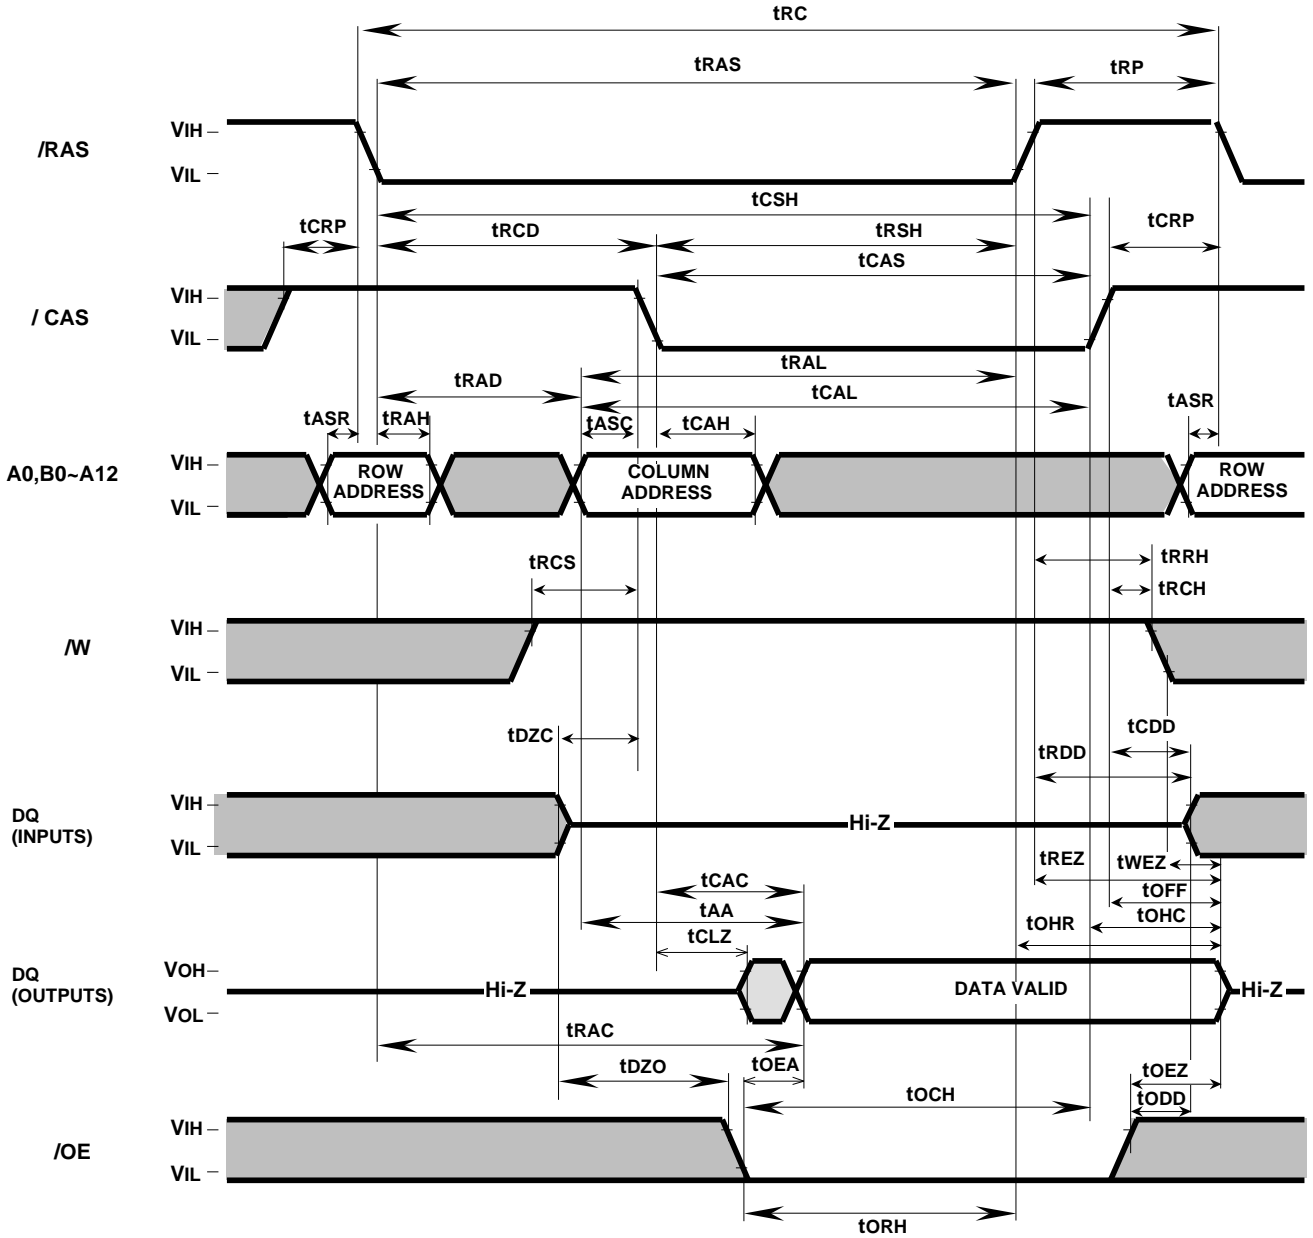 tRC
tRAS
tRP
/RAS
VIH
VIL
tCSH
tCRP
tRCD
tRSH
tCRP
tCAS
/ CAS
VIH
VIL
tRAL
tRAD
tCAL
tASR
tRAH
tASC
tCAH
tASR
A0,B0~A12
VIH
VIL
ROW
ADDRESS
COLUMN
ADDRESS
ROW
ADDRESS
tRCS
tRRH
tRCH
/W
VIH
VIL
tDZC
tCDD
tRDD
DQ
(INPUTS)
VIH
VIL
Hi-Z
tREZ
tWEZ
tCAC
tOFF
tAA
tOHC
tCLZ
tOHR
DQ
(OUTPUTS)
VOH
VOL
Hi-Z
DATA VALID
Hi-Z
tRAC
tDZO
tOEA
tOEZ
tOCH
tODD
/OE
VIH
VIL
tORH